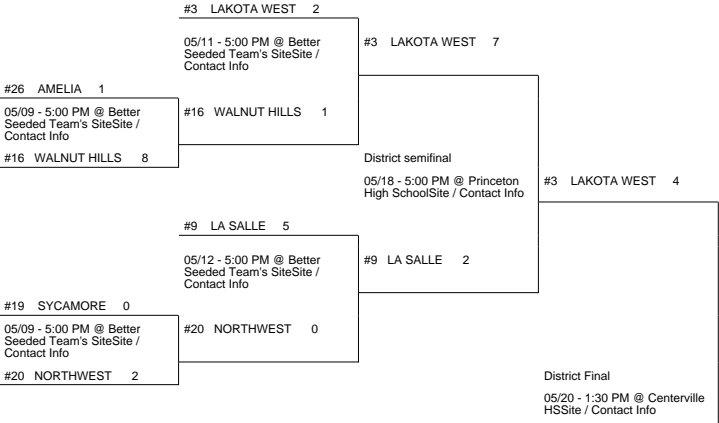 #3 LAKOTA WEST 2
05/11 - 5:00 PM @ Better
Seeded Team's SiteSite /
Contact Info
#3 LAKOTA WEST 7
#26 AMELIA 1
05/09 - 5:00 PM @ Better
Seeded Team's SiteSite /
Contact Info
#16 WALNUT HILLS 1
#16 WALNUT HILLS 8
District semifinal
05/18 - 5:00 PM @ Princeton
High SchoolSite / Contact Info
#3 LAKOTA WEST 4
#9 LA SALLE 5
05/12 - 5:00 PM @ Better
Seeded Team's SiteSite /
Contact Info
#9 LA SALLE 2
#19 SYCAMORE 0
05/09 - 5:00 PM @ Better
Seeded Team's SiteSite /
Contact Info
#20 NORTHWEST 0
#20 NORTHWEST 2
District Final
05/20 - 1:30 PM @ Centerville
HSSite / Contact Info